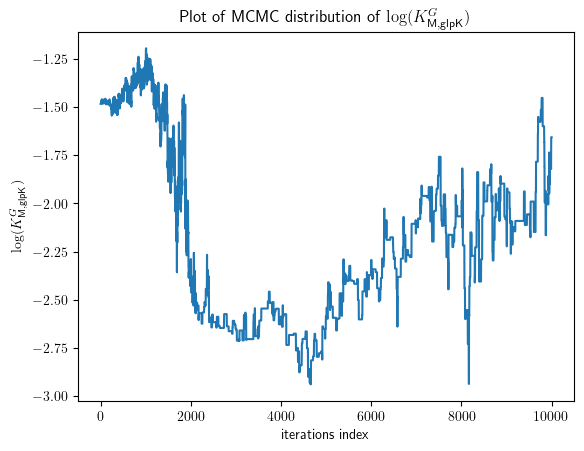 Plot of MCMC distribution of log(K^G_M,glpK)
log(K^G_M,glpK)
−1.25
−1.50
−1.75
−2.00
−2.25
−2.50
−2.75
−3.00
0 2000 4000 6000 8000 10000
iterations index